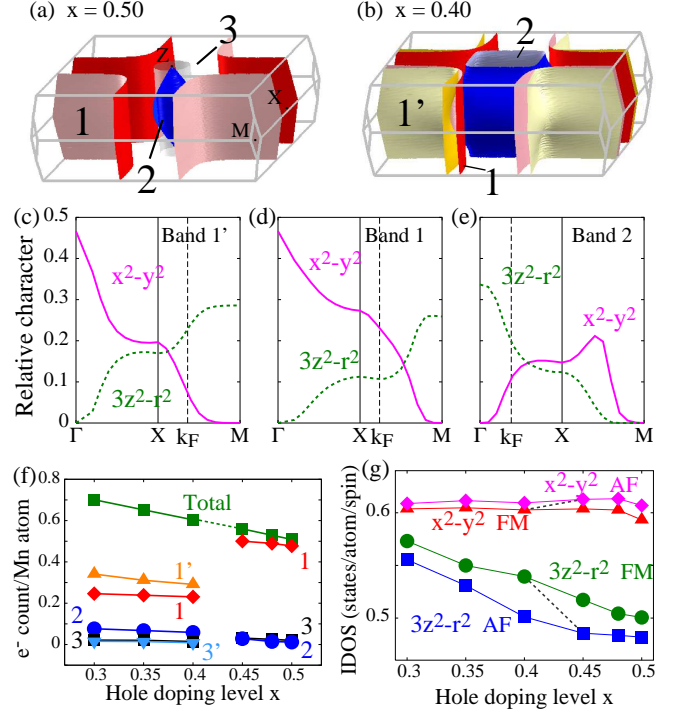 (a) x = 0.50
3
Z
1
X
M
2
(b) x = 0.40
2
1'
1
(c)
(d)
(e)
0.5
0.4
0.3
0.2
0.1
0
Relative character
Band 1'
x²-y²
3z²-r²
Γ X k_F M
Band 1
x²-y²
3z²-r²
Γ X k_F M
Band 2
3z²-r²
x²-y²
Γ k_F X M
(f)
0.8
0.6
0.4
0.2
0
e⁻ count/Mn atom
Total
1
1'
1
2
3
3'
3
2
0.3 0.35 0.4 0.45 0.5
Hole doping level x
(g)
0.6
0.5
IDOS (states/atom/spin)
x²-y² AF
x²-y² FM
3z²-r² FM
3z²-r² AF
0.3 0.35 0.4 0.45 0.5
Hole doping level x